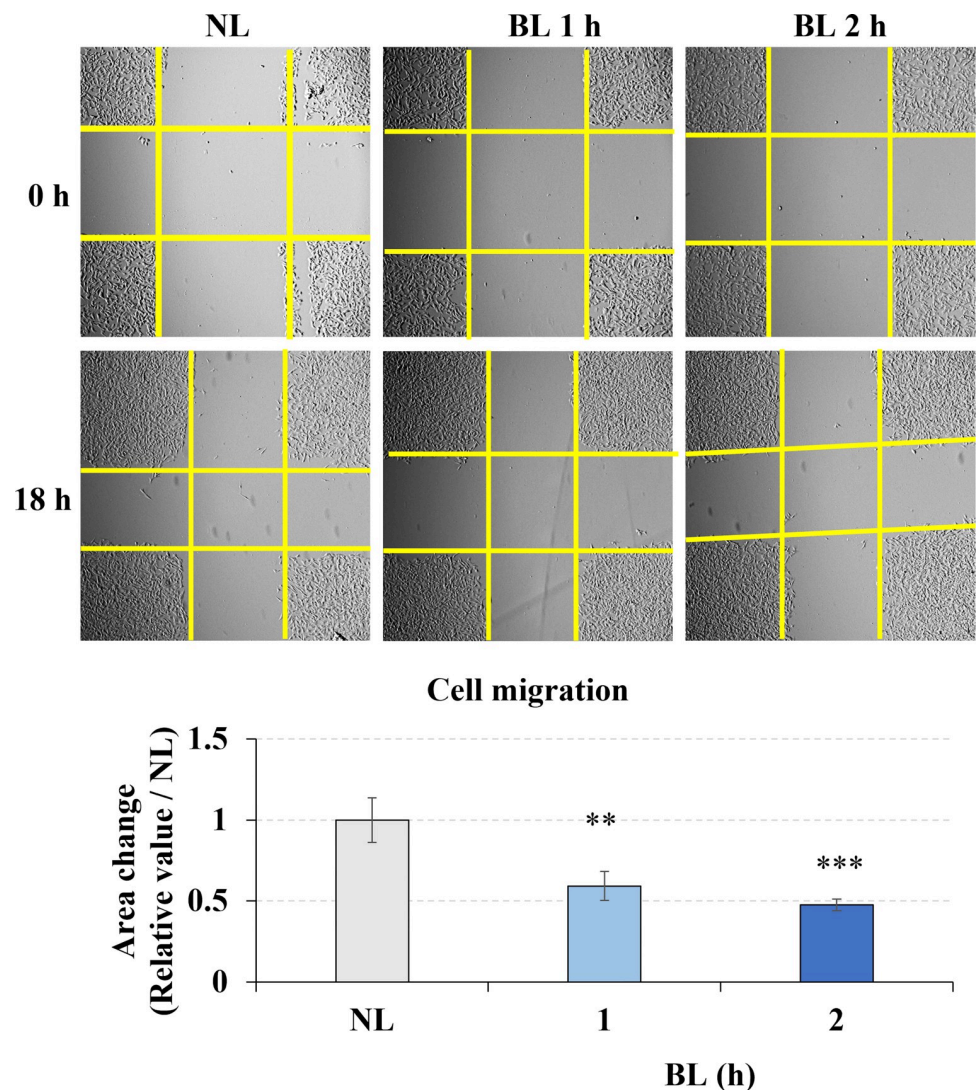 NL BL 1 h BL 2 h
0 h
18 h
Cell migration
Area change
(Relative value / NL)
1.5
1
0.5
0
**
***
NL 1 2
BL (h)